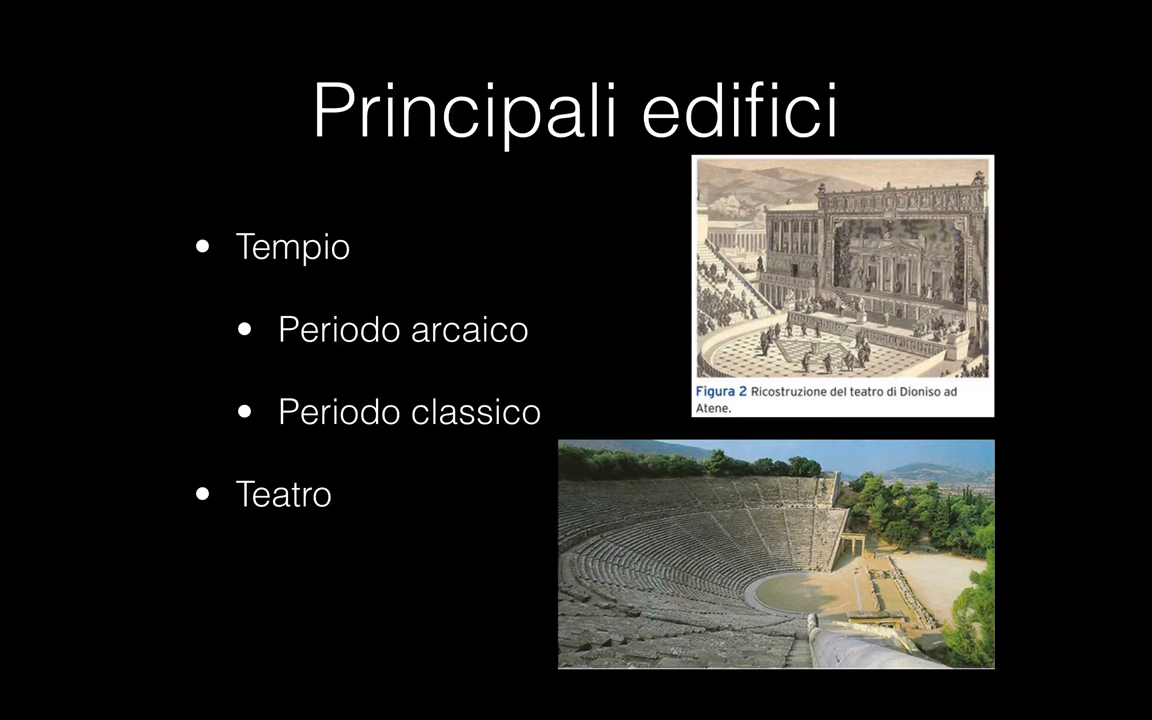 Principali edifici
• Tempio
• Periodo arcaico
• Periodo classico
• Teatro
Figura 2 Ricostruzione del teatro di Dioniso ad
Atene.